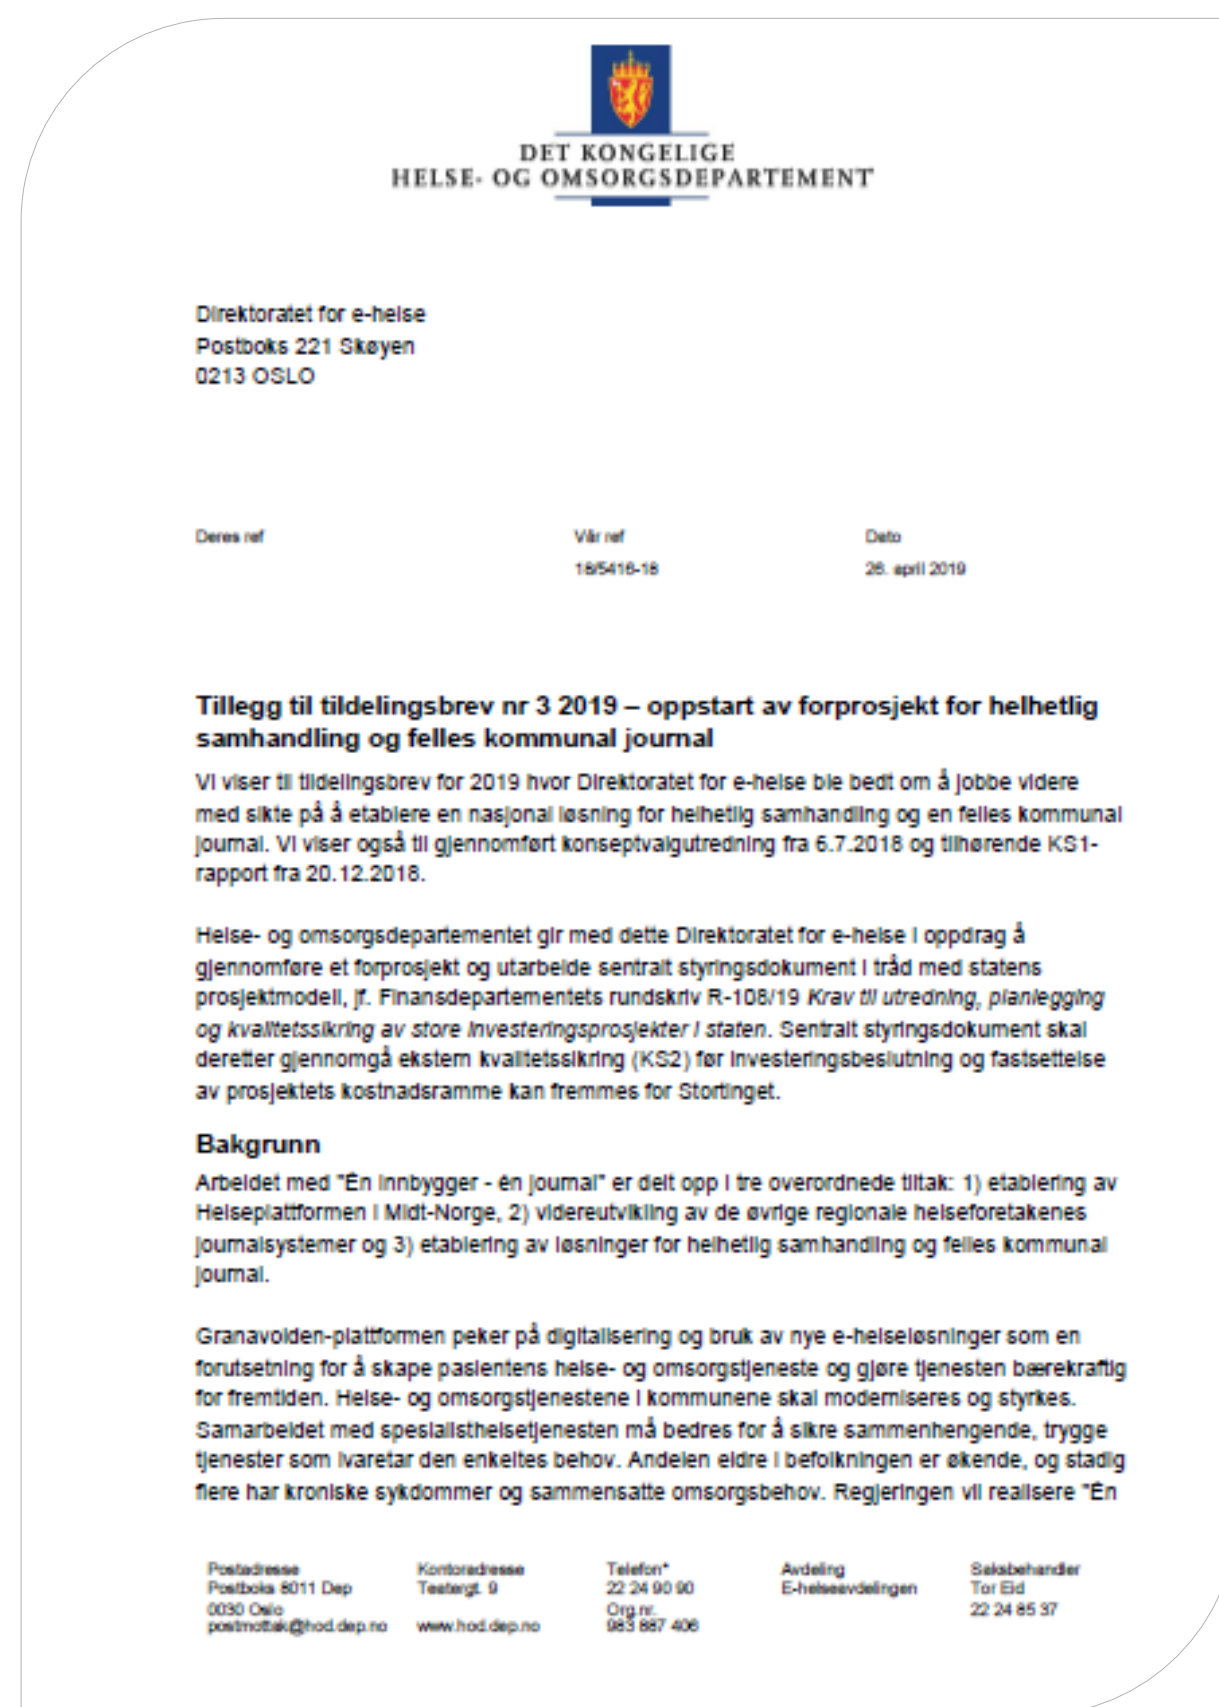 DET KONGELIGE
HELSE- OG OMSORGSDEPARTEMENT
Direktoratet for e-helse
Postboks 221 Skøyen
0213 OSLO
Deres ref
Vår ref
Dato
18/5416-18
26. april 2019
Tillegg til tildelingsbrev nr 3 2019 – oppstart av forprosjekt for helhetlig
samhandling og felles kommunal journal
Vi viser til tildelingsbrev for 2019 hvor Direktoratet for e-helse ble bedt om å jobbe videre
med sikte på å etablere en nasjonal løsning for helhetlig samhandling og en felles kommunal
journal. Vi viser også til gjennomført konseptvalgutredning fra 6.7.2018 og tilhørende KS1-
rapport fra 20.12.2018.
Helse- og omsorgsdepartementet gir med dette Direktoratet for e-helse i oppdrag å
gjennomføre et forprosjekt og utarbeide sentralt styringsdokument i tråd med statens
prosjektmodell, jf. Finansdepartementets rundskriv R-108/19 Krav til utredning, planlegging
og kvalitetssikring av store investeringsprosjekter i staten. Sentralt styringsdokument skal
deretter gjennomgå ekstern kvalitetssikring (KS2) før investeringsbeslutning og fastsettelse
av prosjektets kostnadsramme kan fremmes for Stortinget.
Bakgrunn
Arbeidet med "Én innbygger - én journal" er delt opp i tre overordnede tiltak: 1) etablering av
Helseplattformen i Midt-Norge, 2) videreutvikling av de øvrige regionale helseforetakenes
journalsystemer og 3) etablering av løsninger for helhetlig samhandling og felles kommunal
journal.
Granavolden-plattformen peker på digitalisering og bruk av nye e-helseløsninger som en
forutsetning for å skape pasientens helse- og omsorgstjeneste og gjøre tjenesten bærekraftig
for fremtiden. Helse- og omsorgstjenestene i kommunene skal moderniseres og styrkes.
Samarbeidet med spesialisthelsetjenesten må bedres for å sikre sammenhengende, trygge
tjenester som ivaretar den enkeltes behov. Andelen eldre i befolkningen er økende, og stadig
flere har kroniske sykdommer og sammensatte omsorgsbehov. Regjeringen vil realisere "Én
Postadresse
Postboks 8011 Dep
0030 Oslo
postmottak@hod.dep.no
Kontoradresse
Teatergt. 9
www.hod.dep.no
Telefon*
22 24 90 90
Org.nr.
983 887 406
Avdeling
E-helseavdelingen
Saksbehandler
Tor Eid
22 24 85 37